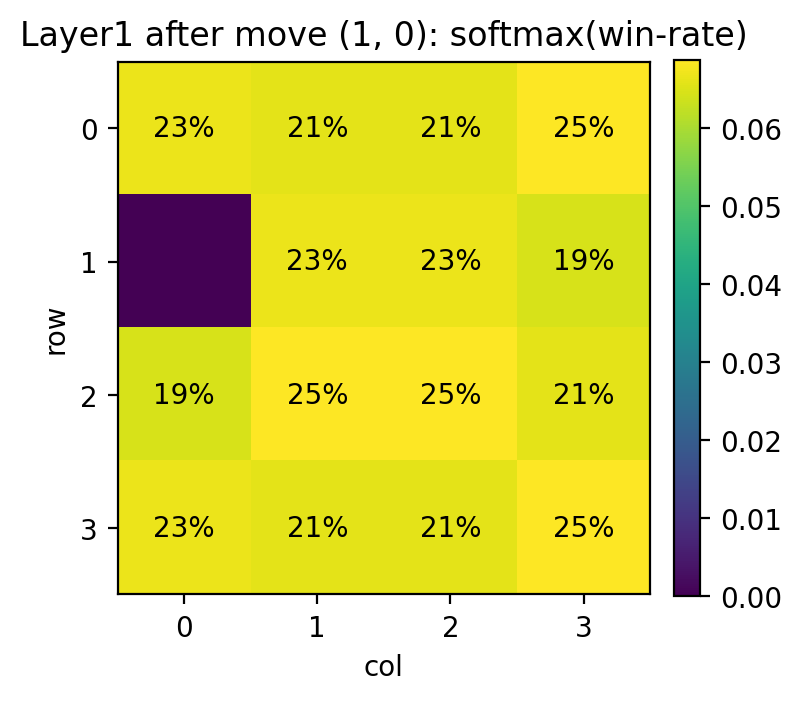 Layer1 after move (1, 0): softmax(win-rate)
0 23% 21% 21% 25%
1 23% 23% 19%
2 19% 25% 25% 21%
3 23% 21% 21% 25%
0 1 2 3
row
col
0.06
0.05
0.04
0.03
0.02
0.01
0.00